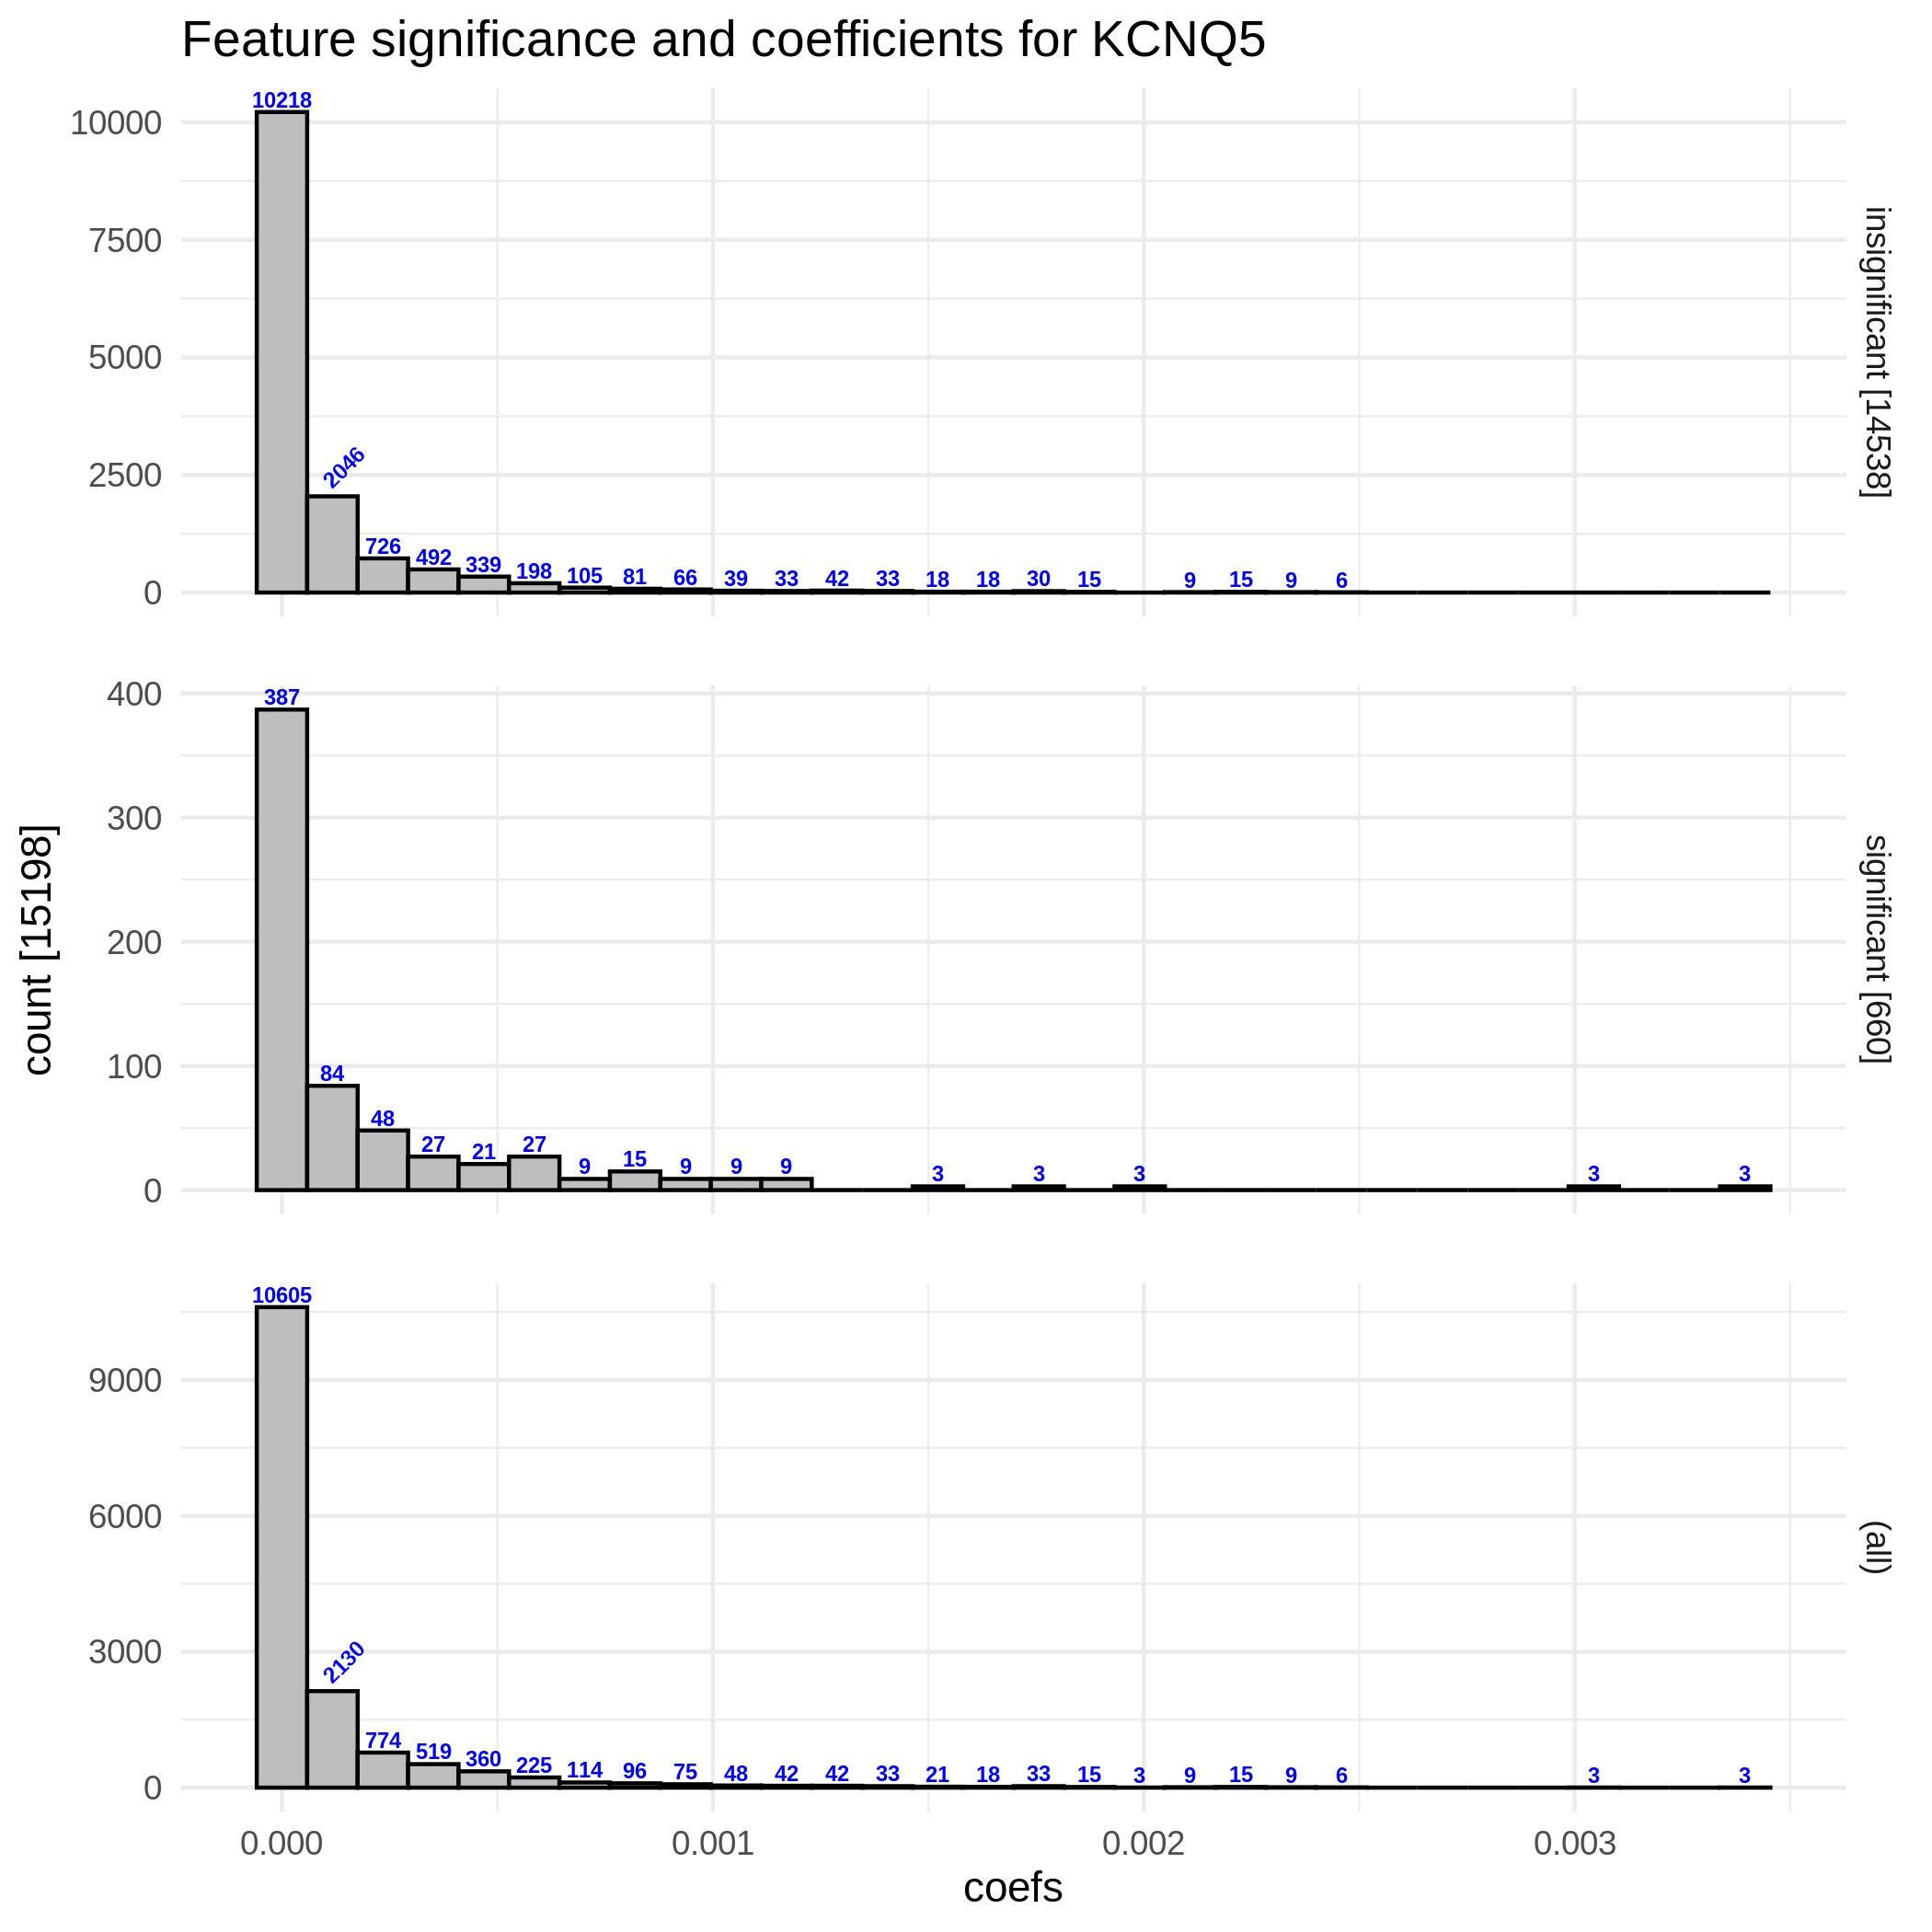 Feature significance and coefficients for KCNQ5
10218
10000
7500
5000
2500
0
2046
726 492 339 198 105 81 66 39 33 42 33 18 18 30 15 9 15 9 6
insignificant [14538]
count [15198]
400
300
200
100
0
387
84
48
27 21 27 9 15 9 9 9 3 3 3 3 3
significant [660]
10605
9000
6000
3000
0
2130
774 519 360 225 114 96 75 48 42 42 33 21 18 33 15 3 9 15 9 6 3 3
(all)
0.000 0.001 0.002 0.003
coefs